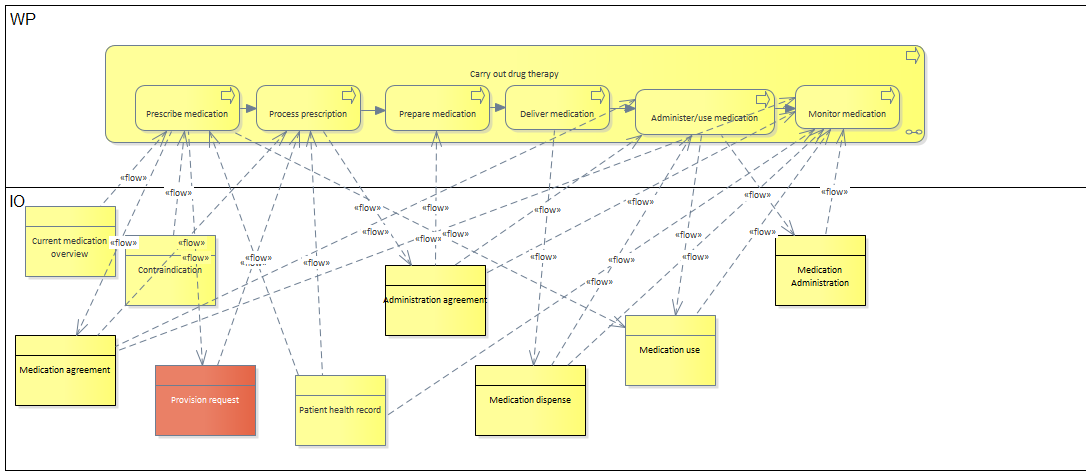 WP
Carry out drug therapy
Prescribe medication
Process prescription
Prepare medication
Deliver medication
Administer/use medication
Monitor medication
«flow»
«flow»
«flow»
«flow»
IO
«flow»
«flow»
«flow»
«flow»
«flow»
«flow»
«flow»
«flow»
«flow»
Current medication
overview
«flow»
«flow»
«flow»
«flow»
«flow»
«flow»
«flow»
«flow»
«flow»
Contraindication
Medication
Administration
«flow»
Administration agreement
Medication use
Medication agreement
Provision request
Patient health record
Medication dispense